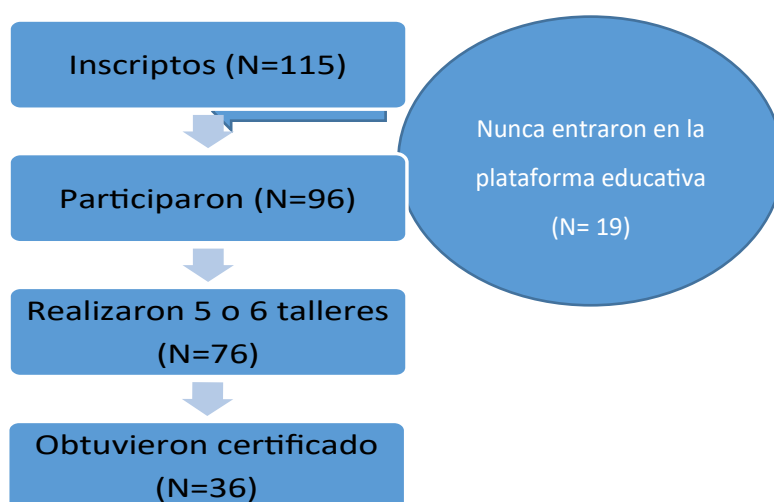 Inscriptos (N=115)
Nunca entraron en la
plataforma educativa
(N= 19)
Participaron (N=96)
Realizaron 5 o 6 talleres
(N=76)
Obtuvieron certificado
(N=36)